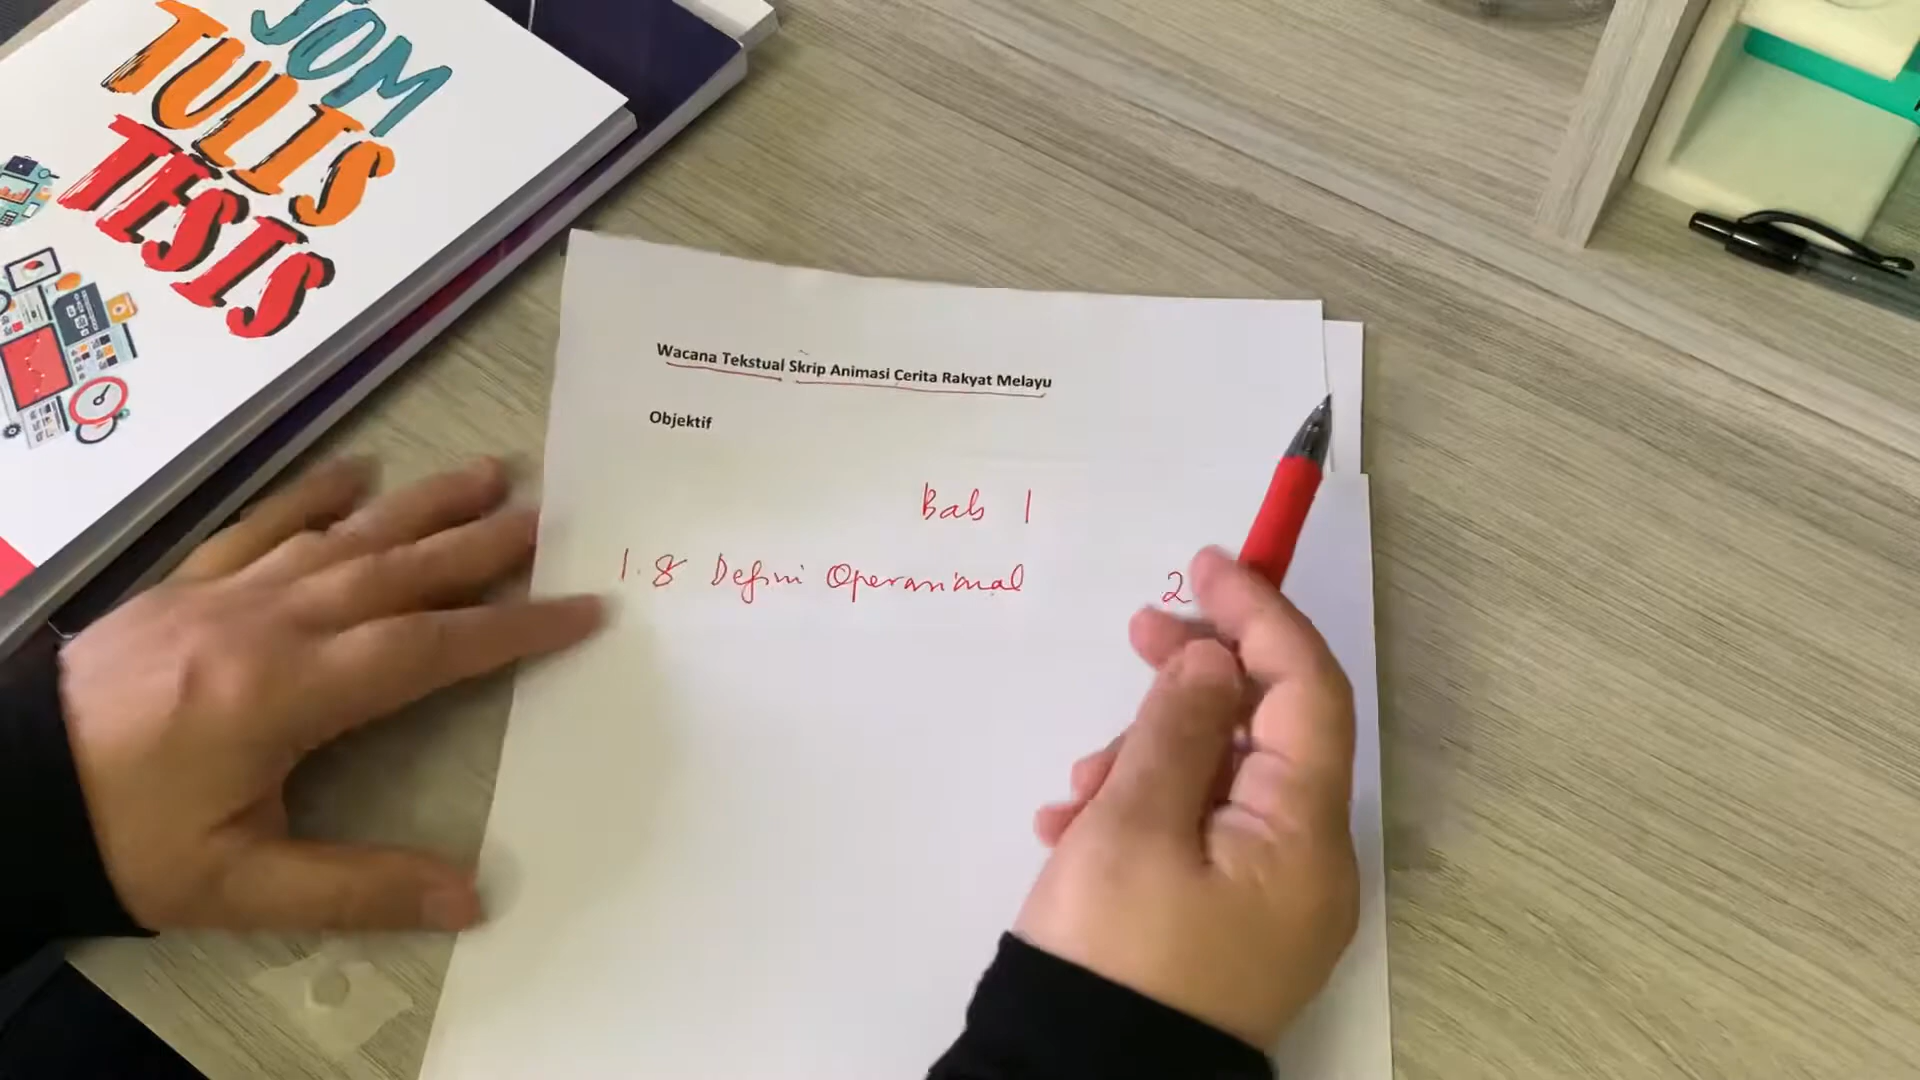 JOM
TULIS
TESIS
Wacana Tekstual Skrip Animasi Cerita Rakyat Melayu
Objektif
Bab 1
1.8 Defini Operasional
2